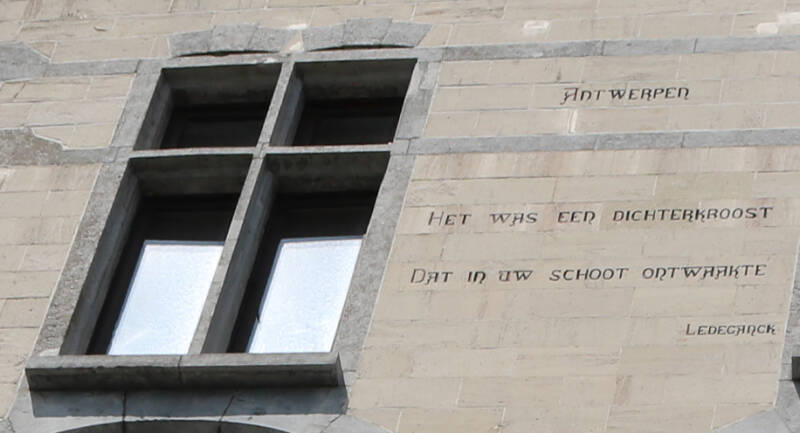 Antwerpen
Het was een dichterkroost
Dat in uw schoot ontwaakte
Ledeganck